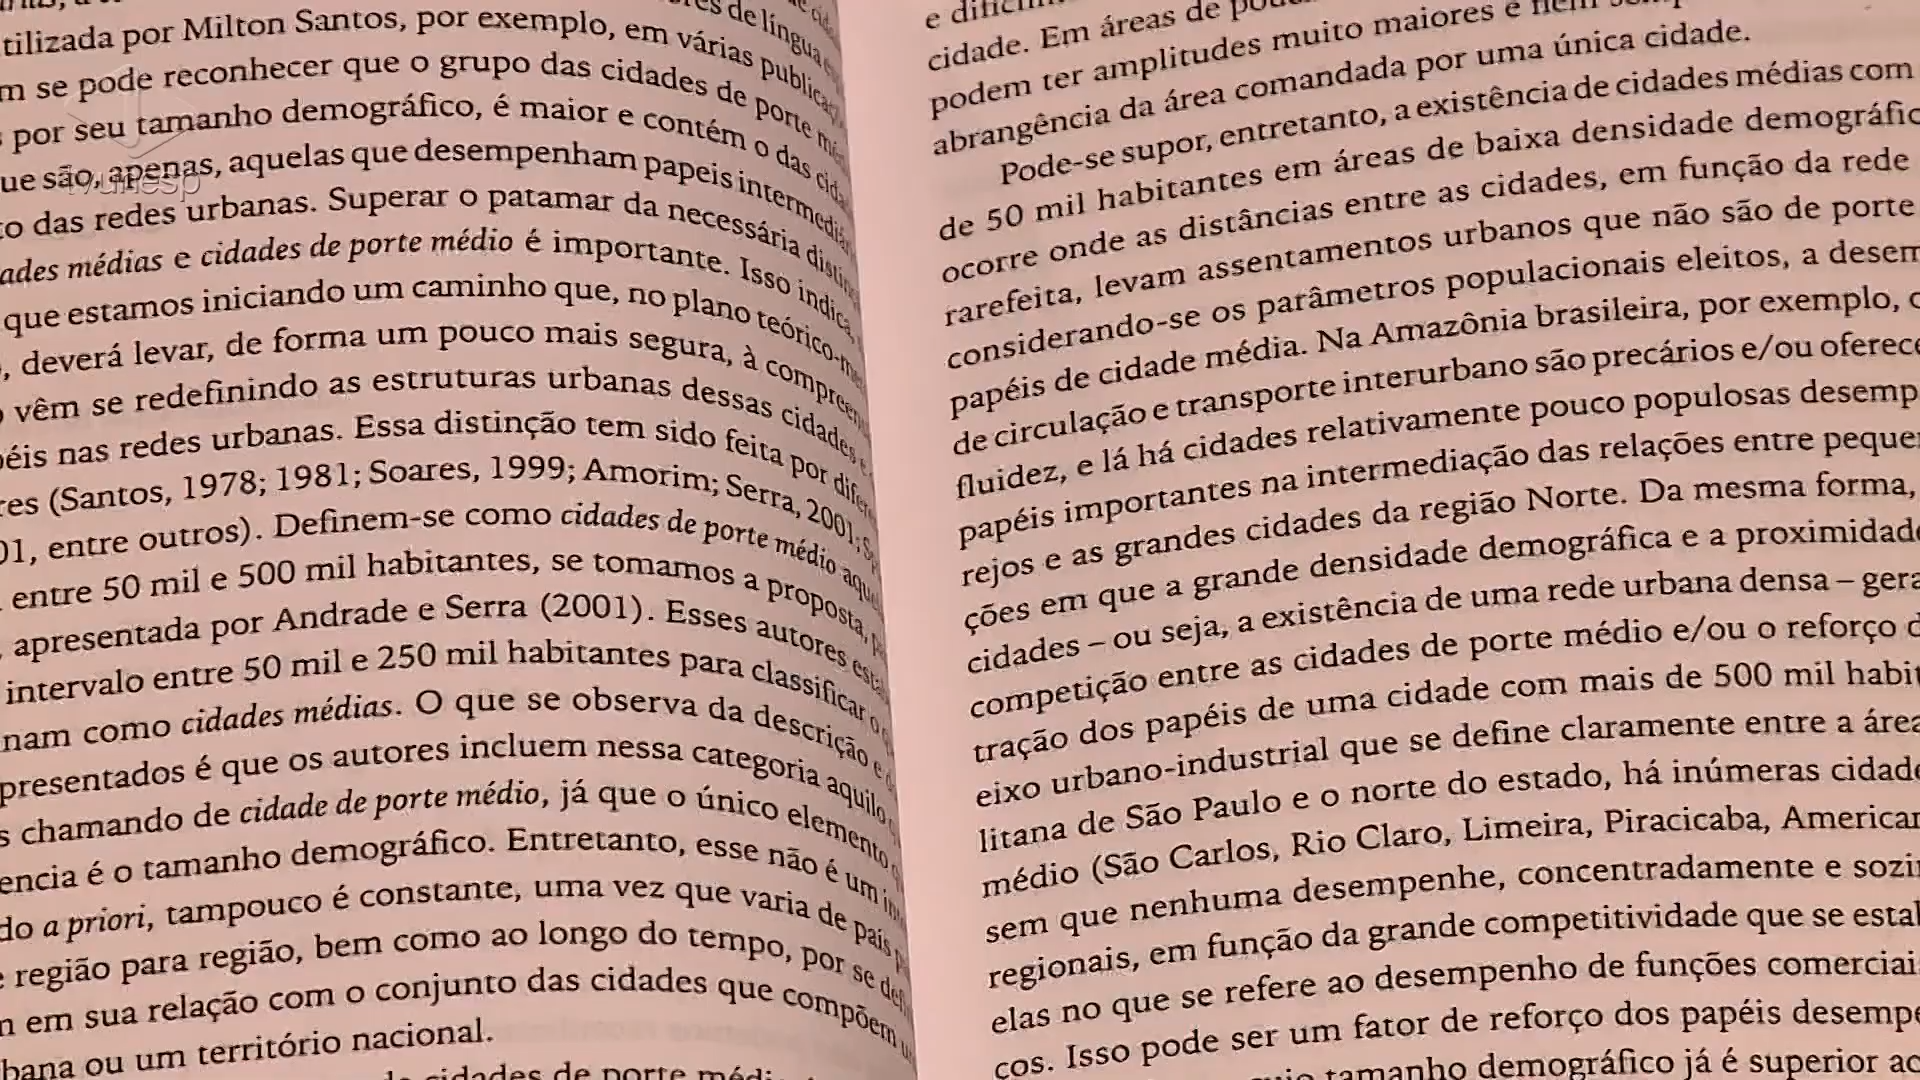 tilizada por Milton Santos, por exemplo, em várias
m se pode reconhecer que o grupo das cidades de porte
por seu tamanho demográfico, é maior e contém o das
ue são, apenas, aquelas que desempenham papeis
to das redes urbanas. Superar o patamar da necessária
ades médias e cidades de porte médio é importante. Isso indica,
que estamos iniciando um caminho que, no plano
, deverá levar, de forma um pouco mais segura, à
vêm se redefinindo as estruturas urbanas dessas cidades e
péis nas redes urbanas. Essa distinção tem sido feita por
res (Santos, 1978; 1981; Soares, 1999; Amorim; Serra, 2001;
01, entre outros). Definem-se como cidades de porte médio
entre 50 mil e 500 mil habitantes, se tomamos a proposta,
apresentada por Andrade e Serra (2001). Esses autores
intervalo entre 50 mil e 250 mil habitantes para classificar o
nam como cidades médias. O que se observa da descrição e
presentados é que os autores incluem nessa categoria aquilo
s chamando de cidade de porte médio, já que o único elemento
encia é o tamanho demográfico. Entretanto, esse não é um
do a priori, tampouco é constante, uma vez que varia de país
e região para região, bem como ao longo do tempo, por se
m em sua relação com o conjunto das cidades que compõem
bana ou um território nacional.
cidades de porte
cidade. Em áreas de
podem ter amplitudes muito maiores e nem
abrangência da área comandada por uma única cidade.
Pode-se supor, entretanto, a existência de cidades médias com
de 50 mil habitantes em áreas de baixa densidade demográfic
ocorre onde as distâncias entre as cidades, em função da rede
rarefeita, levam assentamentos urbanos que não são de porte
considerando-se os parâmetros populacionais eleitos, a desem
papéis de cidade média. Na Amazônia brasileira, por exemplo, o
de circulação e transporte interurbano são precários e/ou oferece
fluidez, e lá há cidades relativamente pouco populosas desemp
papéis importantes na intermediação das relações entre peque
rejos e as grandes cidades da região Norte. Da mesma forma,
ções em que a grande densidade demográfica e a proximidade
cidades – ou seja, a existência de uma rede urbana densa – gera
competição entre as cidades de porte médio e/ou o reforço d
tração dos papéis de uma cidade com mais de 500 mil habit
eixo urbano-industrial que se define claramente entre a área
litana de São Paulo e o norte do estado, há inúmeras cidade
médio (São Carlos, Rio Claro, Limeira, Piracicaba, American
sem que nenhuma desempenhe, concentradamente e sozi
regionais, em função da grande competitividade que se estab
elas no que se refere ao desempenho de funções comerciai
cos. Isso pode ser um fator de reforço dos papéis desempe
tamanho demográfico já é superior ao
tvunesp